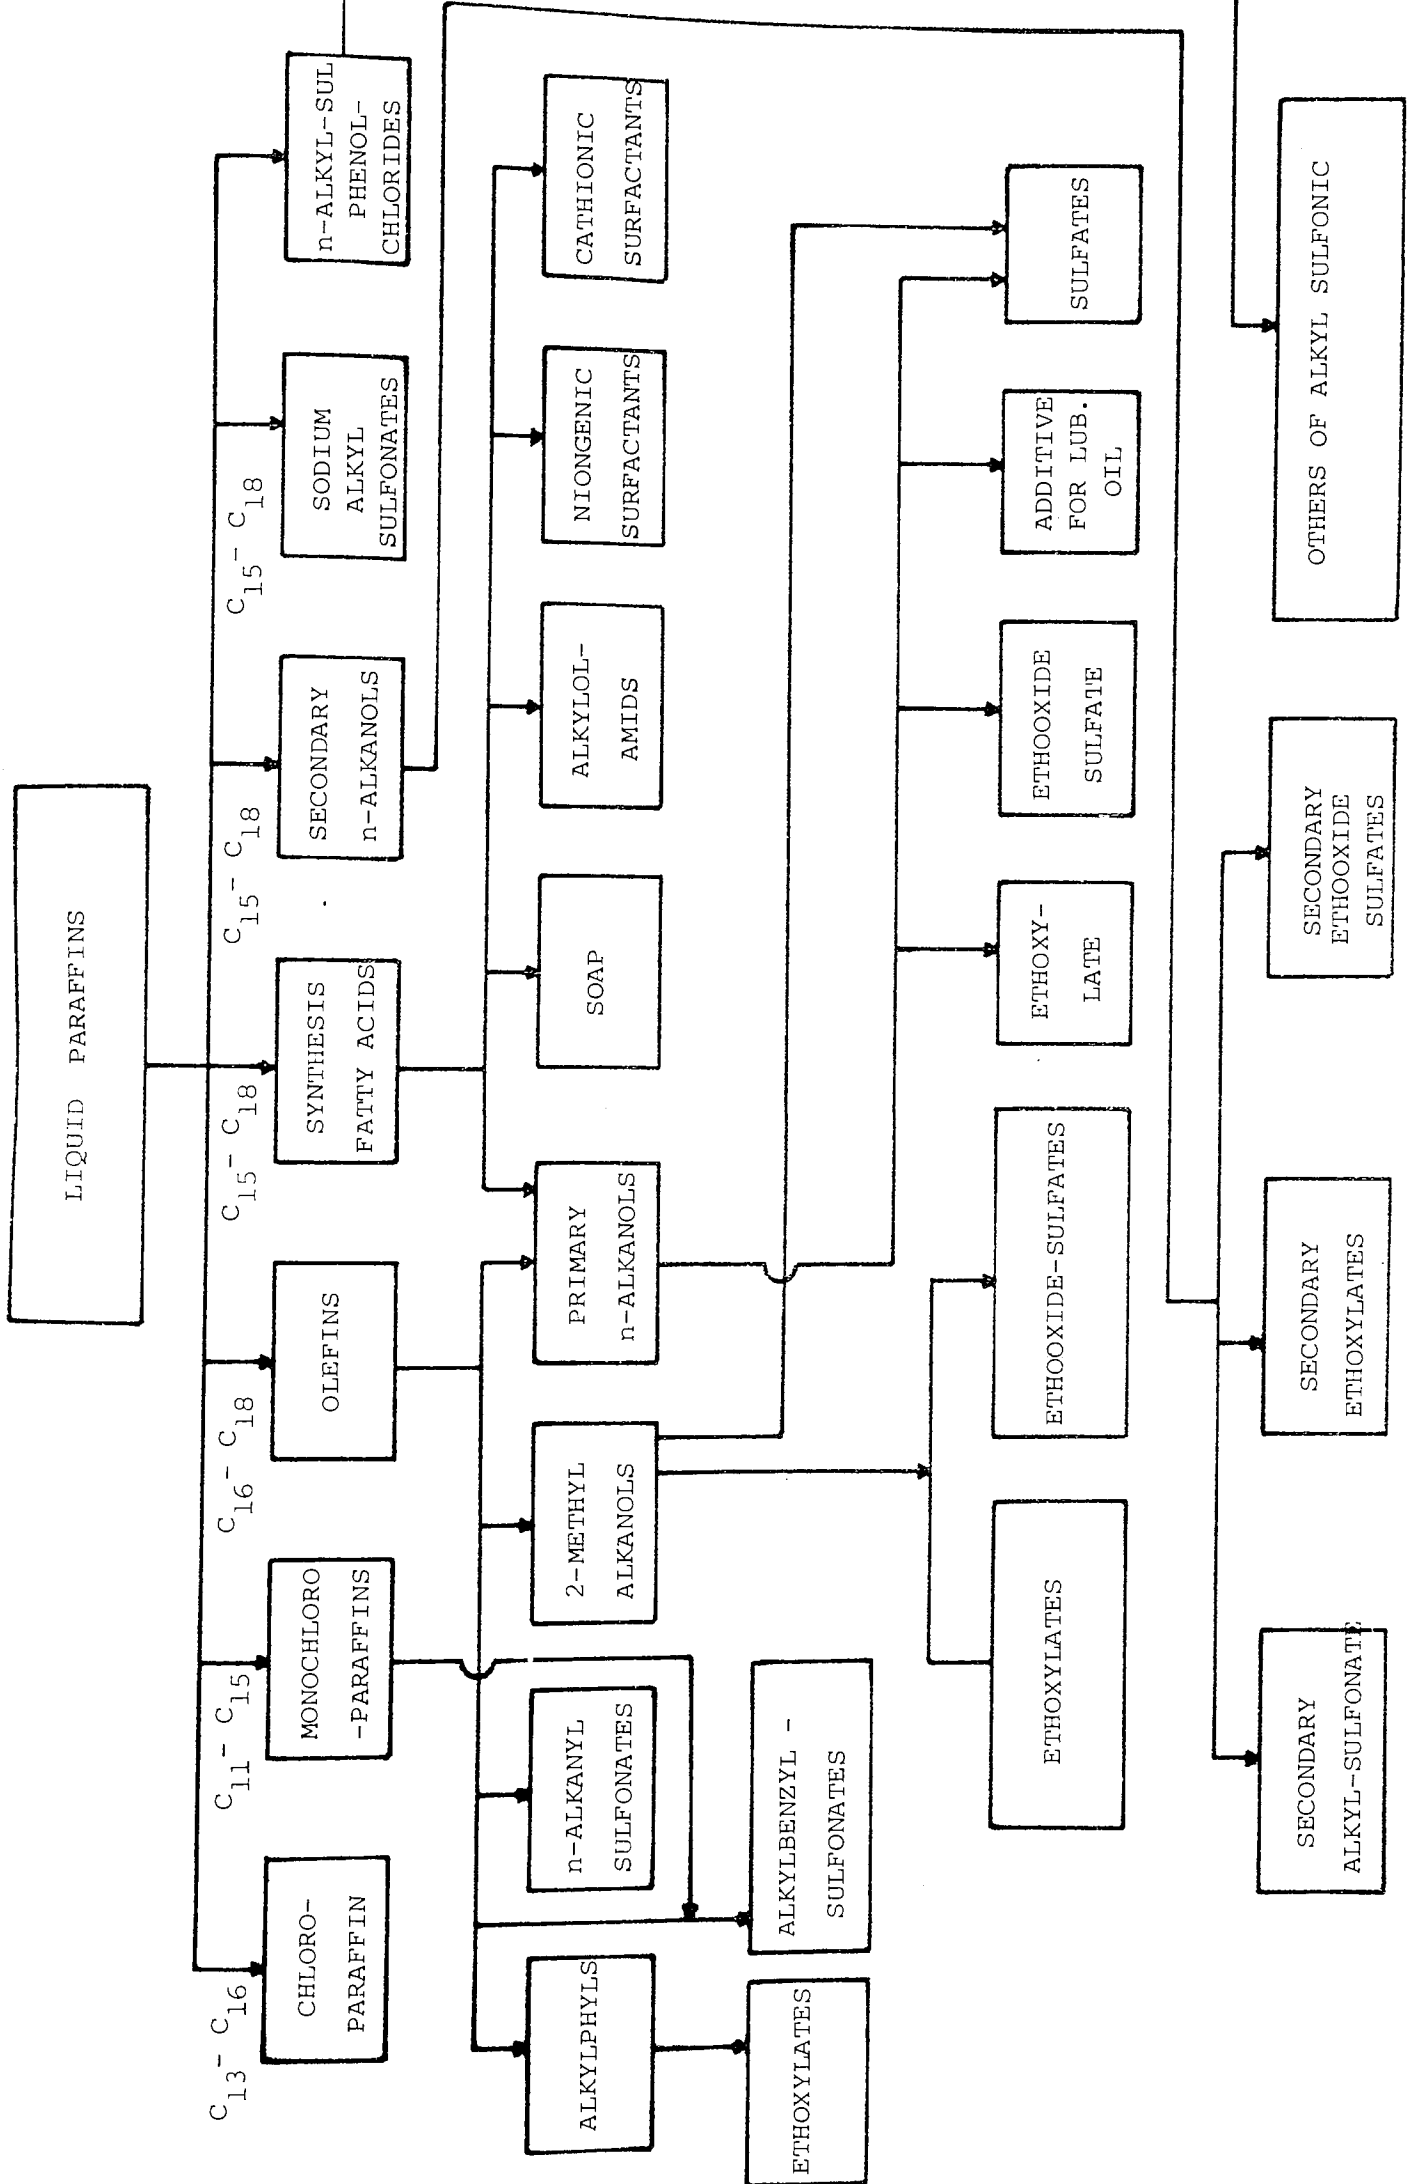 LIQUID PARAFFINS
C13- C16
C11- C15
C16- C18
C15- C18
C15- C18
C15- C18
CHLORO-
PARAFFIN
MONOCHLORO
-PARAFFINS
OLEFINS
SYNTHESIS
FATTY ACIDS
SECONDARY
n-ALKANOLS
SODIUM
ALKYL
SULFONATES
n-ALKYL-SUL
PHENOL-
CHLORIDES
ALKYLPHYLS
n-ALKANYL
SULFONATES
2-METHYL
ALKANOLS
PRIMARY
n-ALKANOLS
SOAP
ALKYLOL-
AMIDS
NIONGENIC
SURFACTANTS
CATHIONIC
SURFACTANTS
ETHOXYLATES
ALKYLBENZYL -
SULFONATES
ETHOXYLATES
ETHOOXIDE-SULFATES
ETHOXY-
LATE
ETHOOXIDE
SULFATE
ADDITIVE
FOR LUB.
OIL
SULFATES
SECONDARY
ALKYL-SULFONATE
SECONDARY
ETHOXYLATES
SECONDARY
ETHOOXIDE
SULFATES
OTHERS OF ALKYL SULFONIC